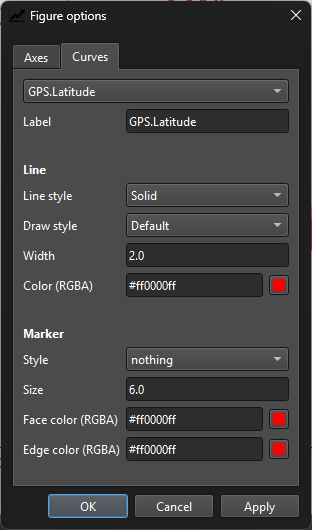 Figure options
Axes Curves
GPS.Latitude
Label GPS.Latitude
Line
Line style Solid
Draw style Default
Width 2.0
Color (RGBA) #ff0000ff
Marker
Style nothing
Size 6.0
Face color (RGBA) #ff0000ff
Edge color (RGBA) #ff0000ff
OK Cancel Apply